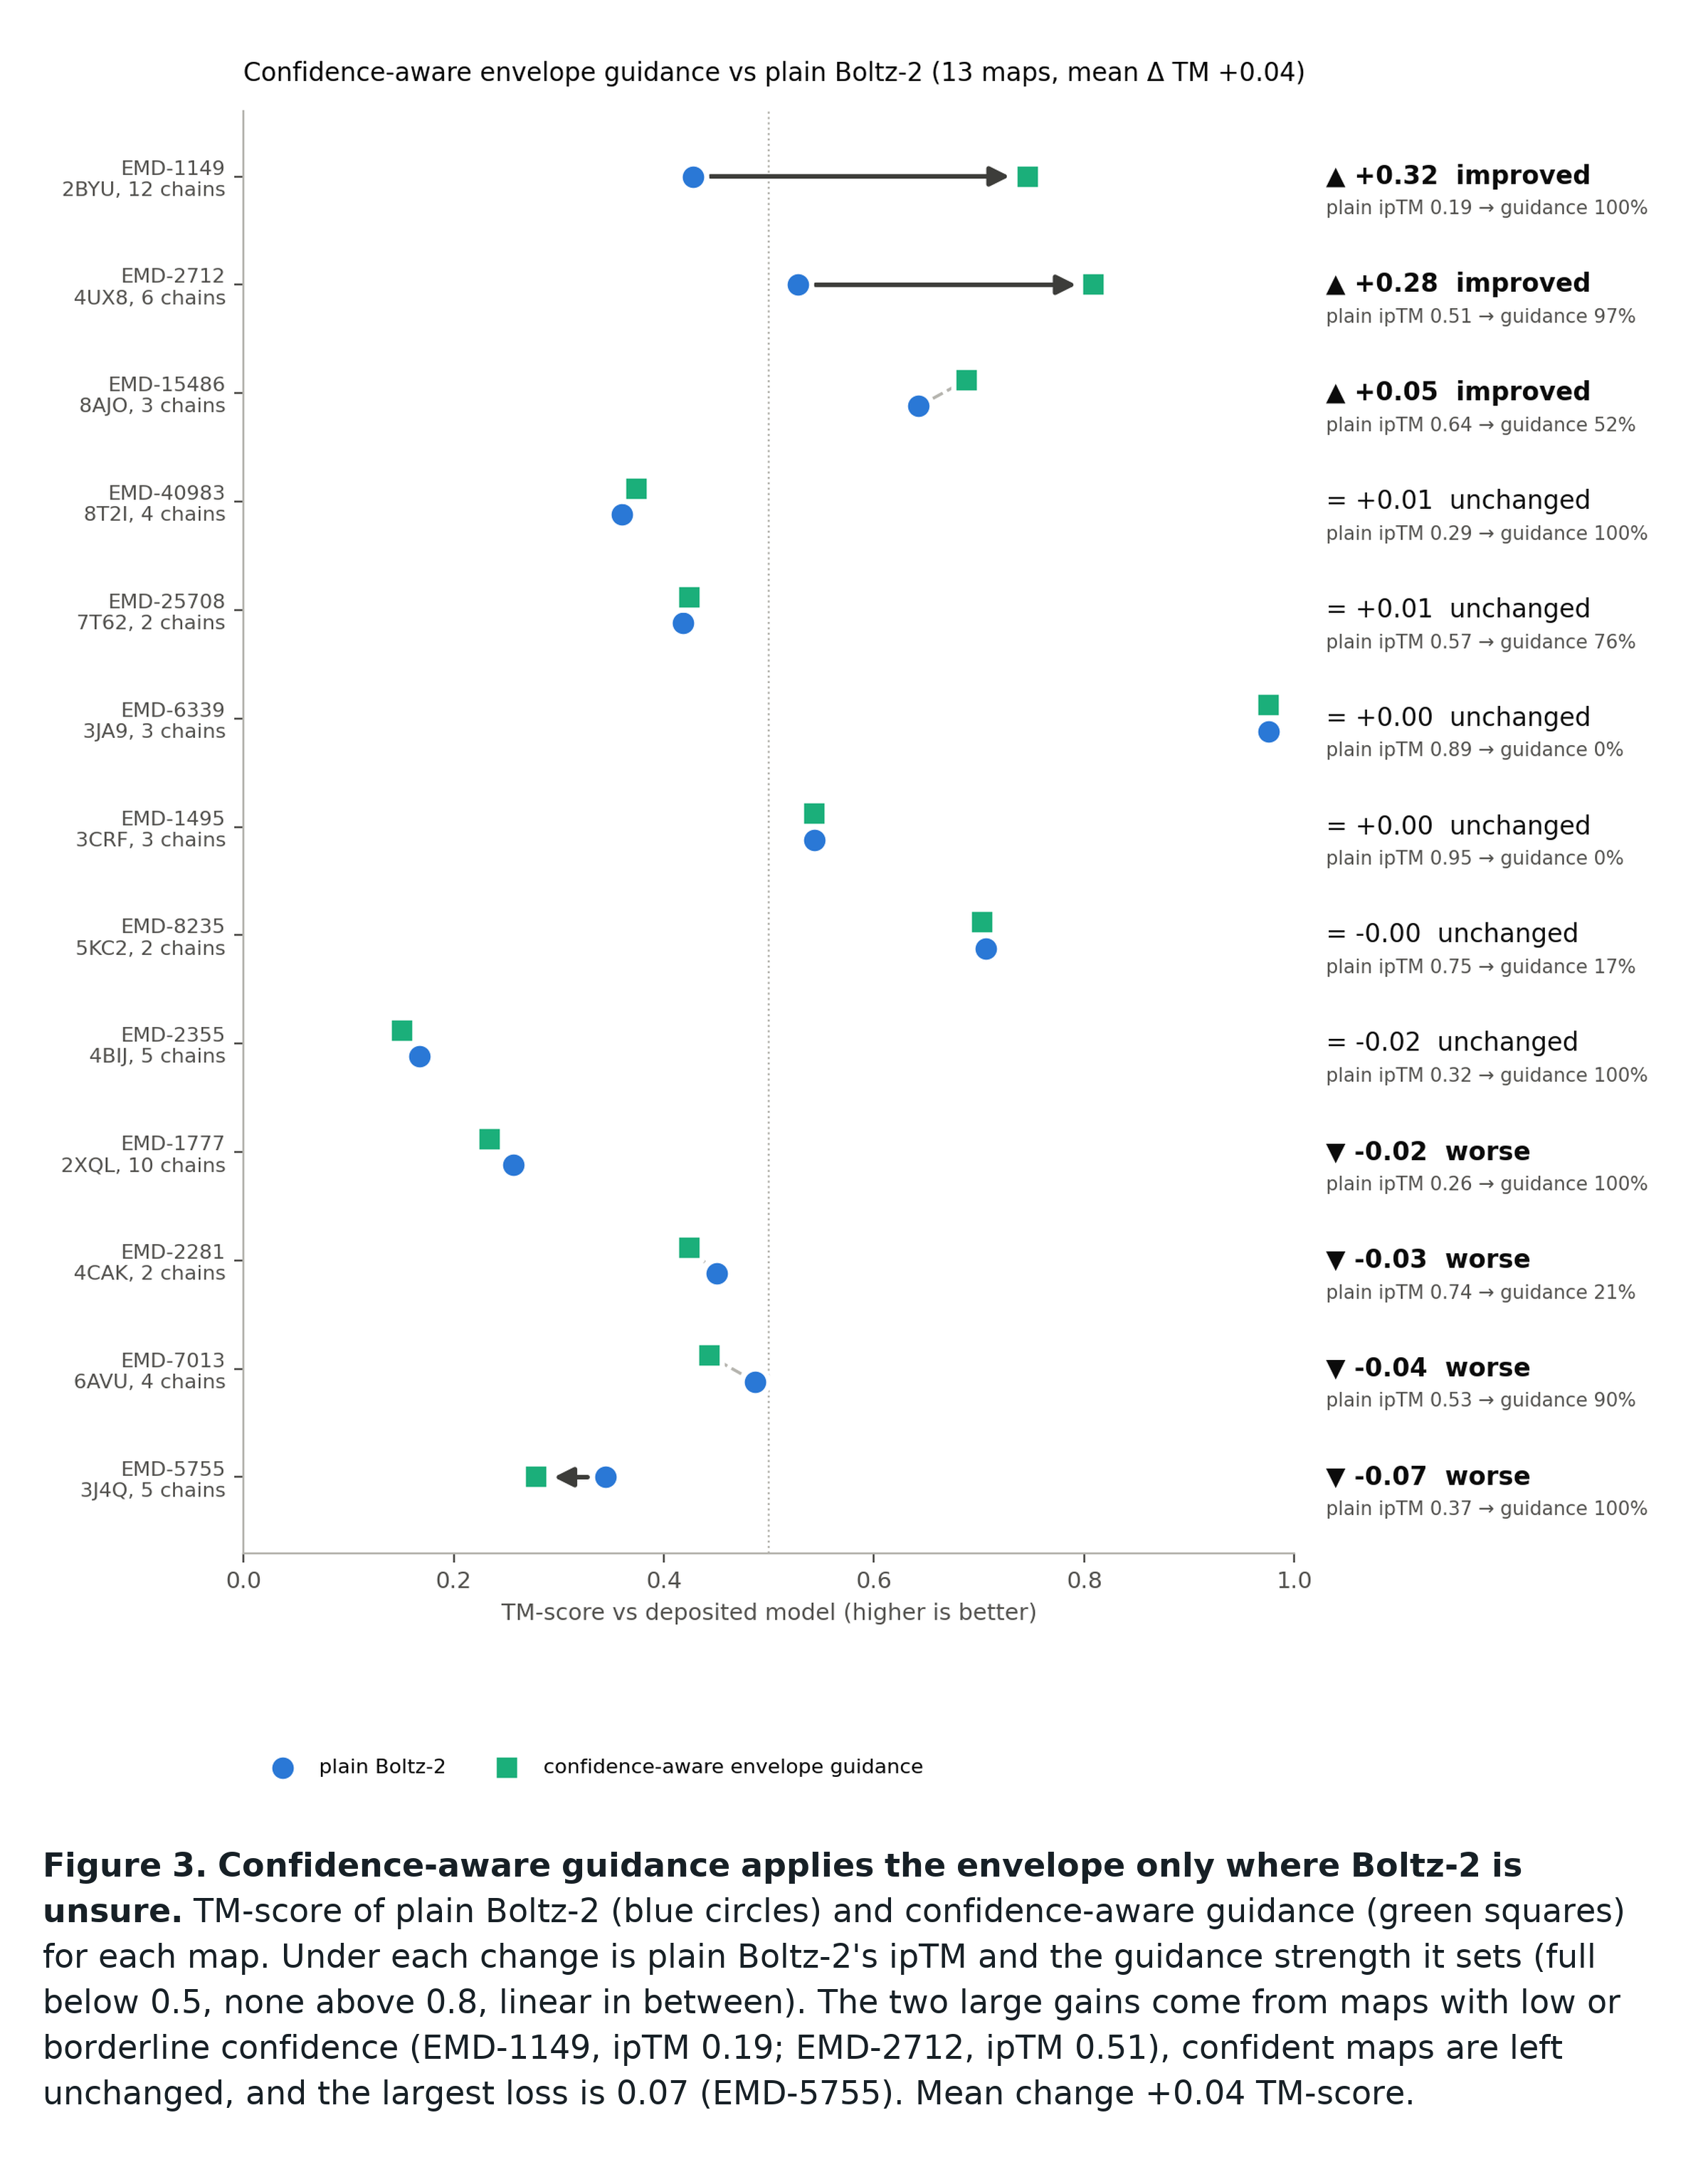 Confidence-aware envelope guidance vs plain Boltz-2 (13 maps, mean Δ TM +0.04)
EMD-1149
2BYU, 12 chains
▲ +0.32 improved
plain ipTM 0.19 → guidance 100%
EMD-2712
4UX8, 6 chains
▲ +0.28 improved
plain ipTM 0.51 → guidance 97%
EMD-15486
8AJO, 3 chains
▲ +0.05 improved
plain ipTM 0.64 → guidance 52%
EMD-40983
8T2I, 4 chains
= +0.01 unchanged
plain ipTM 0.29 → guidance 100%
EMD-25708
7T62, 2 chains
= +0.01 unchanged
plain ipTM 0.57 → guidance 76%
EMD-6339
3JA9, 3 chains
= +0.00 unchanged
plain ipTM 0.89 → guidance 0%
EMD-1495
3CRF, 3 chains
= +0.00 unchanged
plain ipTM 0.95 → guidance 0%
EMD-8235
5KC2, 2 chains
= -0.00 unchanged
plain ipTM 0.75 → guidance 17%
EMD-2355
4BIJ, 5 chains
= -0.02 unchanged
plain ipTM 0.32 → guidance 100%
EMD-1777
2XQL, 10 chains
▼ -0.02 worse
plain ipTM 0.26 → guidance 100%
EMD-2281
4CAK, 2 chains
▼ -0.03 worse
plain ipTM 0.74 → guidance 21%
EMD-7013
6AVU, 4 chains
▼ -0.04 worse
plain ipTM 0.53 → guidance 90%
EMD-5755
3J4Q, 5 chains
▼ -0.07 worse
plain ipTM 0.37 → guidance 100%
0.0 0.2 0.4 0.6 0.8 1.0
TM-score vs deposited model (higher is better)
plain Boltz-2 confidence-aware envelope guidance
Figure 3. Confidence-aware guidance applies the envelope only where Boltz-2 is
unsure. TM-score of plain Boltz-2 (blue circles) and confidence-aware guidance (green squares)
for each map. Under each change is plain Boltz-2's ipTM and the guidance strength it sets (full
below 0.5, none above 0.8, linear in between). The two large gains come from maps with low or
borderline confidence (EMD-1149, ipTM 0.19; EMD-2712, ipTM 0.51), confident maps are left
unchanged, and the largest loss is 0.07 (EMD-5755). Mean change +0.04 TM-score.